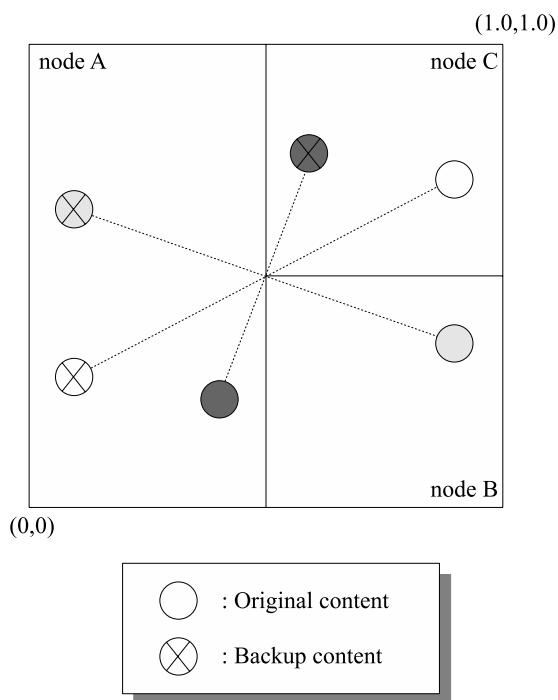 (1.0,1.0)
node A
node C
node B
(0,0)
: Original content
: Backup content